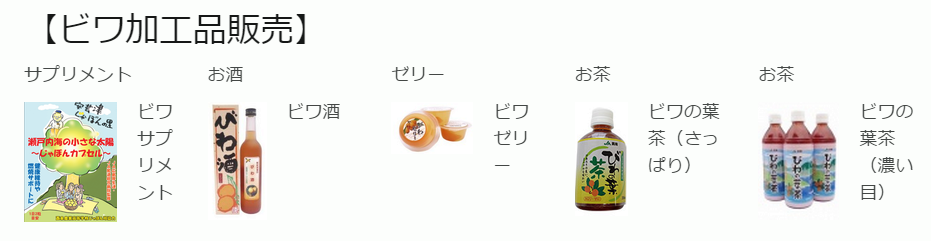 【ビワ加工品販売】
サプリメント
お酒
ゼリー
お茶
お茶
瀬戸内海の小さな太陽
～じゃぽんカプセル～
ビワ
サプ
リメ
ント
びわ酒
ビワ酒
ビワ
ゼリ
ー
びわの葉
茶
ビワの葉
茶（さっ
ぱり）
びわの葉茶
ビワの
葉茶
（濃い
目）